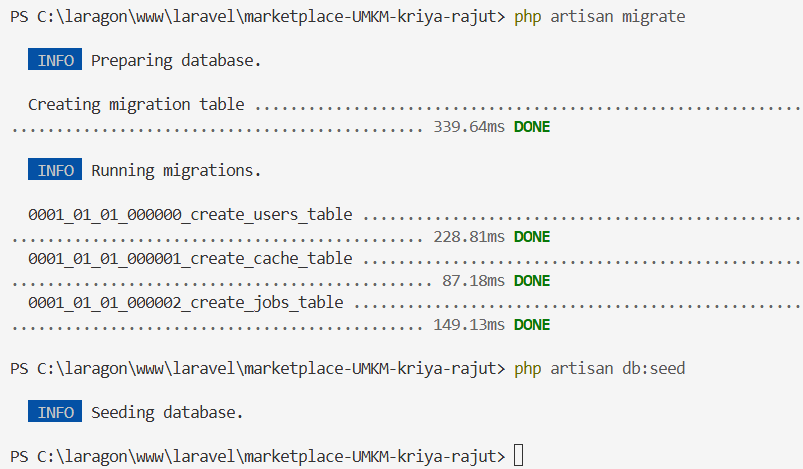 PS C:\laragon\www\laravel\marketplace-UMKM-kriya-rajut> php artisan migrate
INFO Preparing database.
Creating migration table .............................................................
.............................................. 339.64ms DONE
INFO Running migrations.
0001_01_01_000000_create_users_table .................................................
.............................................. 228.81ms DONE
0001_01_01_000001_create_cache_table .................................................
............................................... 87.18ms DONE
0001_01_01_000002_create_jobs_table ..................................................
.............................................. 149.13ms DONE
PS C:\laragon\www\laravel\marketplace-UMKM-kriya-rajut> php artisan db:seed
INFO Seeding database.
PS C:\laragon\www\laravel\marketplace-UMKM-kriya-rajut>